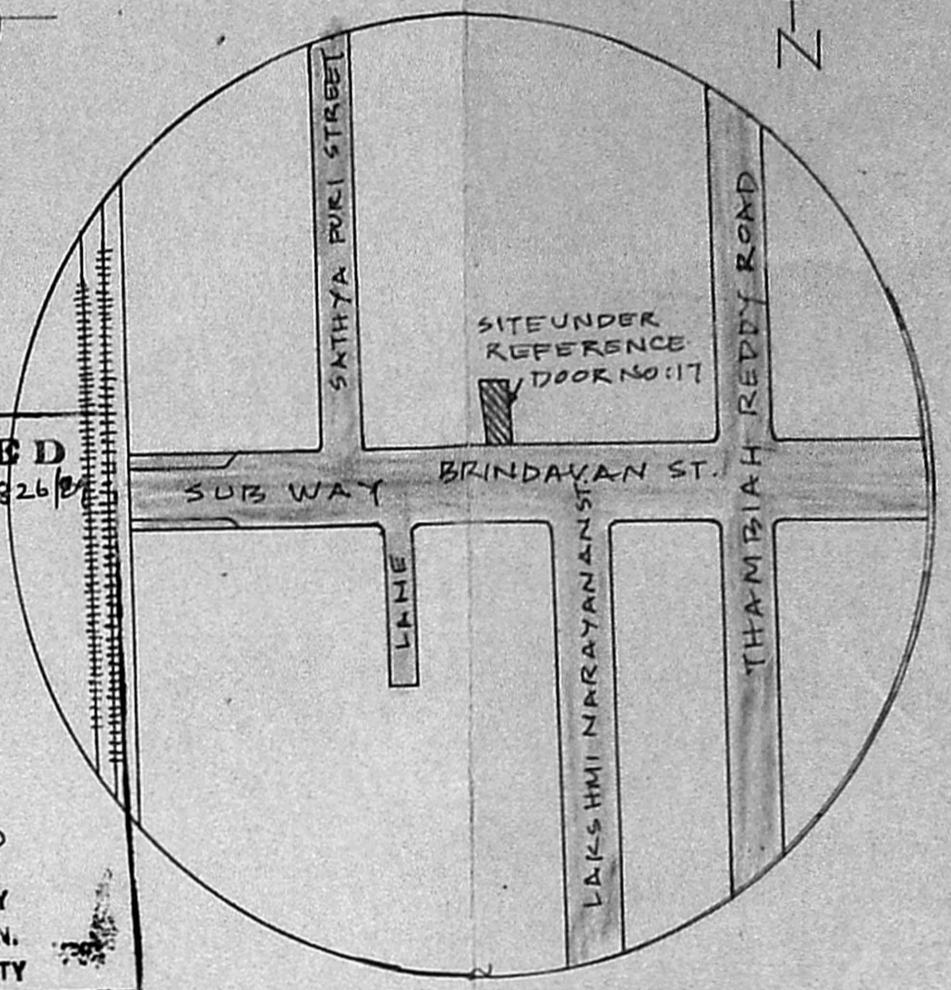 N
SATHYA PURI STREET
SITE UNDER
REFERENCE
DOOR NO:17
THAMBIAH REDDY ROAD
BRINDAVAN ST.
SUB WAY
LANE
LAKSHMI NARAYANAN ST.
ED
Y
N.
TY